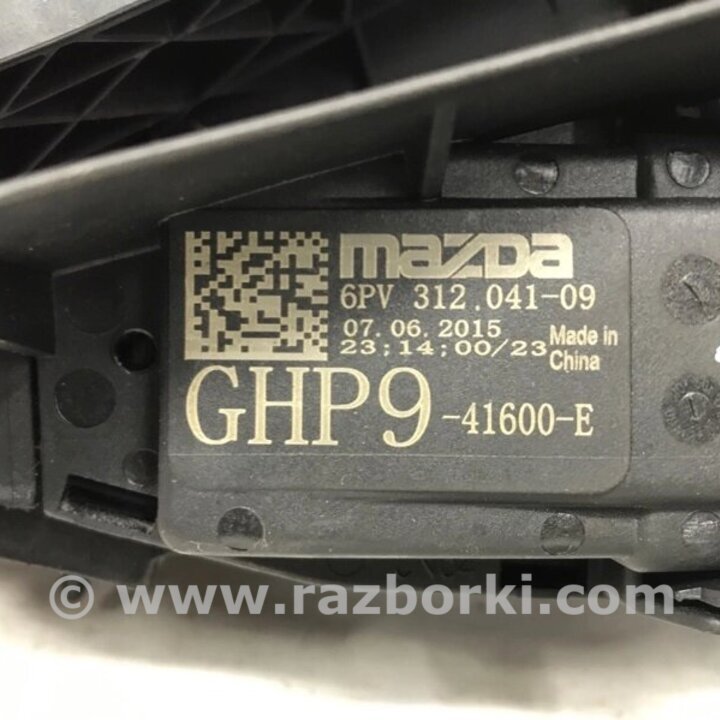 mazda
6PV 312.041-09
07.06.2015
23;14;00/23
Made in
China
GHP9-41600-E
© www.razborki.com